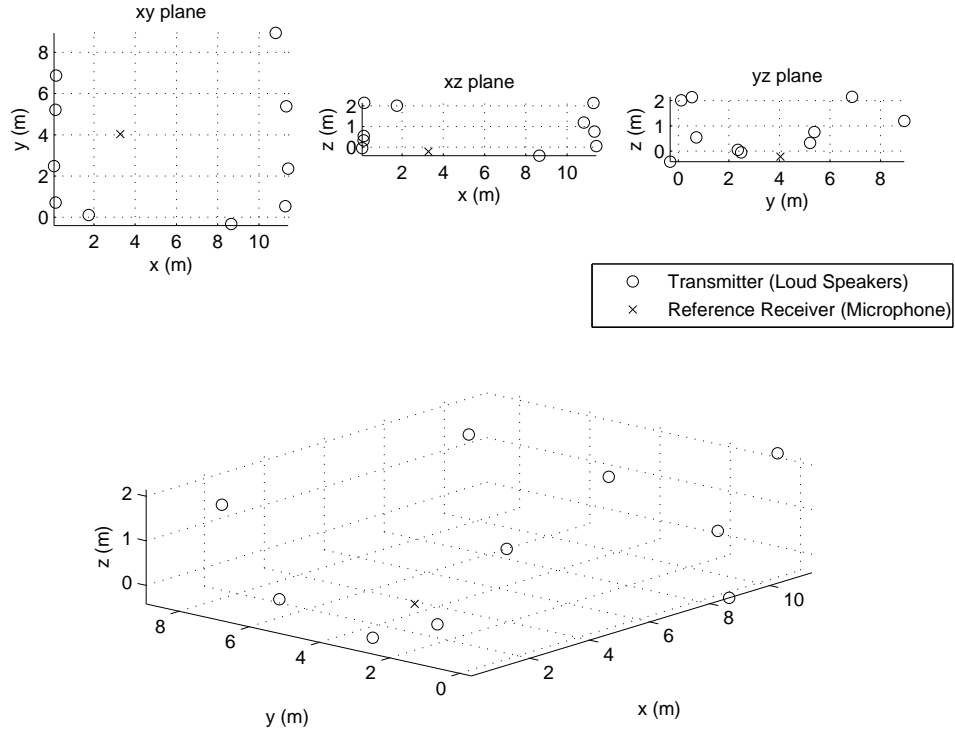 xy plane
y (m)
8
6
4
2
0
2 4 6 8 10
x (m)
xz plane
z (m)
2
1
0
2 4 6 8 10
x (m)
yz plane
z (m)
2
1
0
0 2 4 6 8
y (m)
Transmitter (Loud Speakers)
Reference Receiver (Microphone)
z (m)
2
1
0
8 6 4 2 0
y (m)
2 4 6 8 10
x (m)